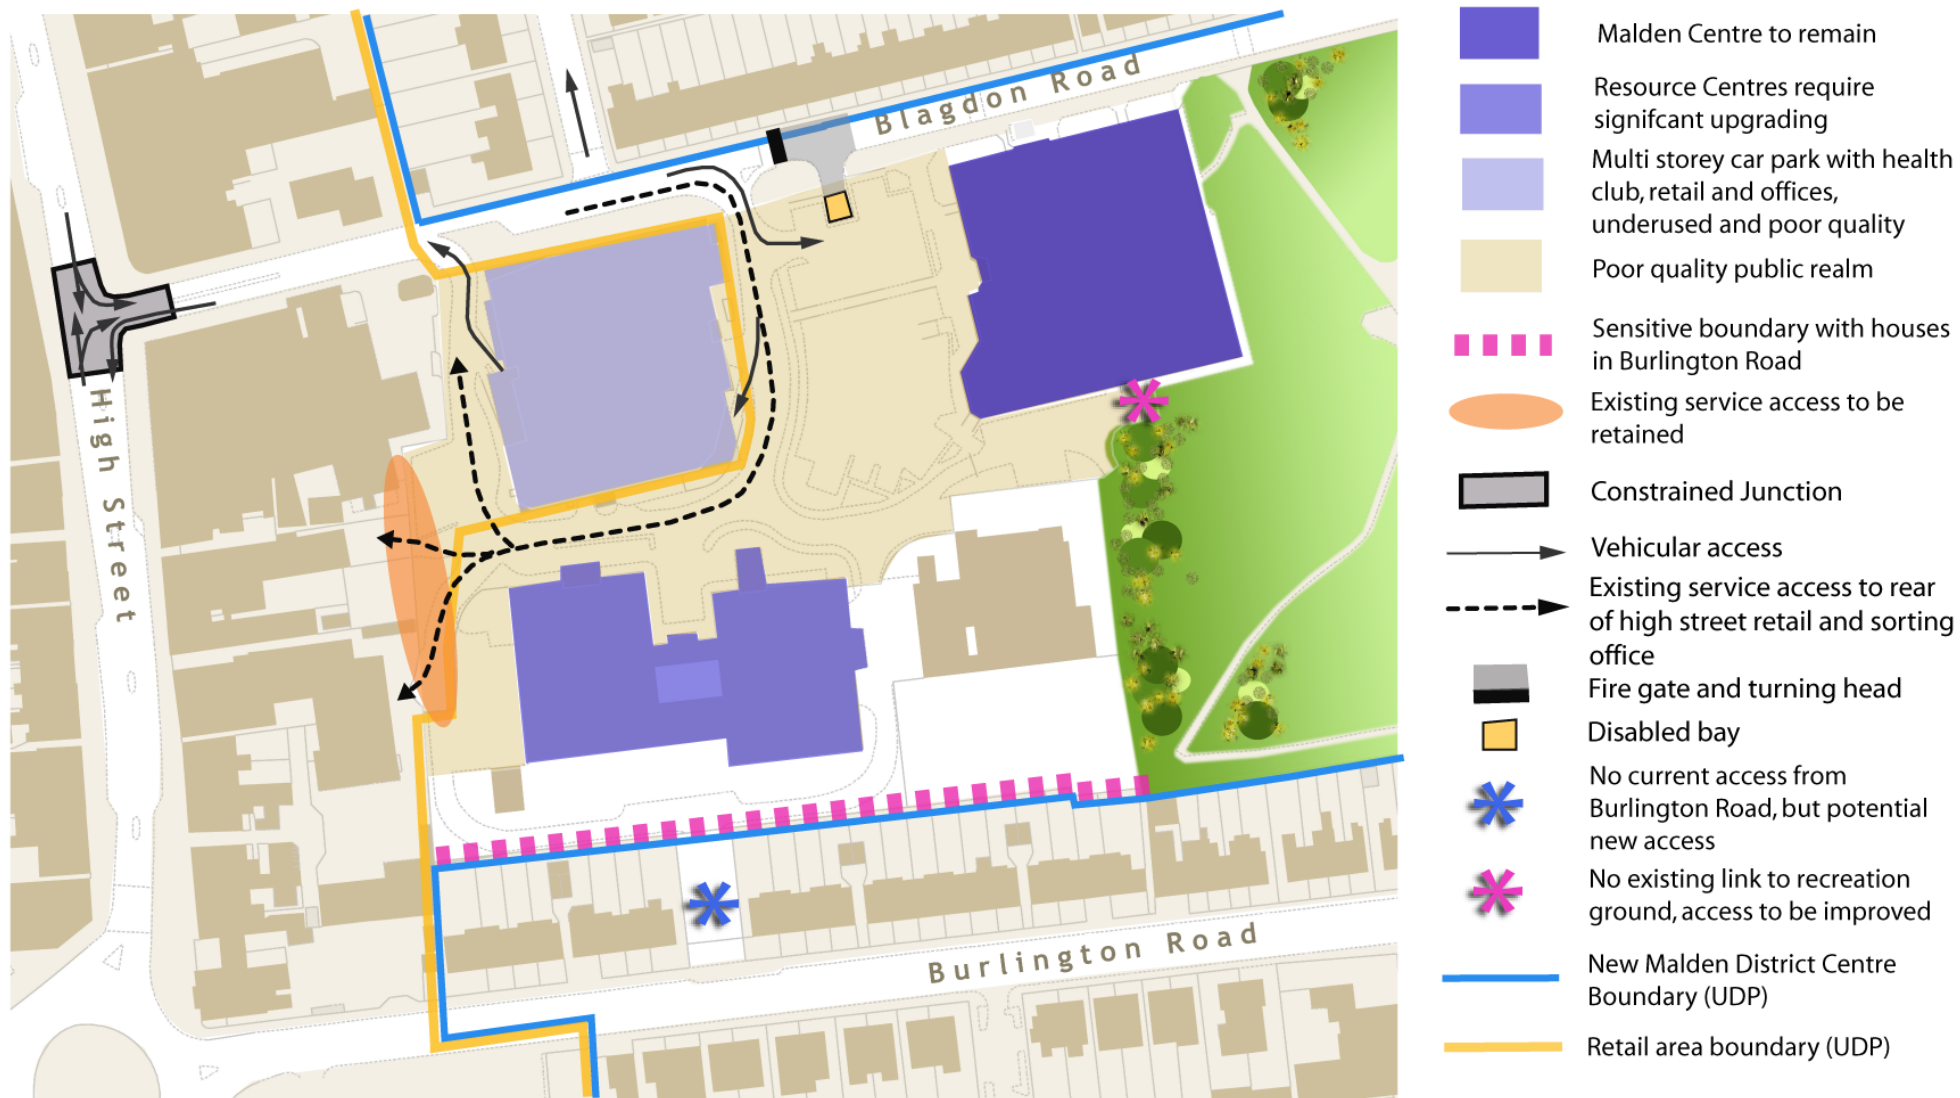 Blagdon Road
High Street
Burlington Road
Malden Centre to remain
Resource Centres require
signifcant upgrading
Multi storey car park with health
club, retail and offices,
underused and poor quality
Poor quality public realm
Sensitive boundary with houses
in Burlington Road
Existing service access to be
retained
Constrained Junction
Vehicular access
Existing service access to rear
of high street retail and sorting
office
Fire gate and turning head
Disabled bay
No current access from
Burlington Road, but potential
new access
No existing link to recreation
ground, access to be improved
New Malden District Centre
Boundary (UDP)
Retail area boundary (UDP)